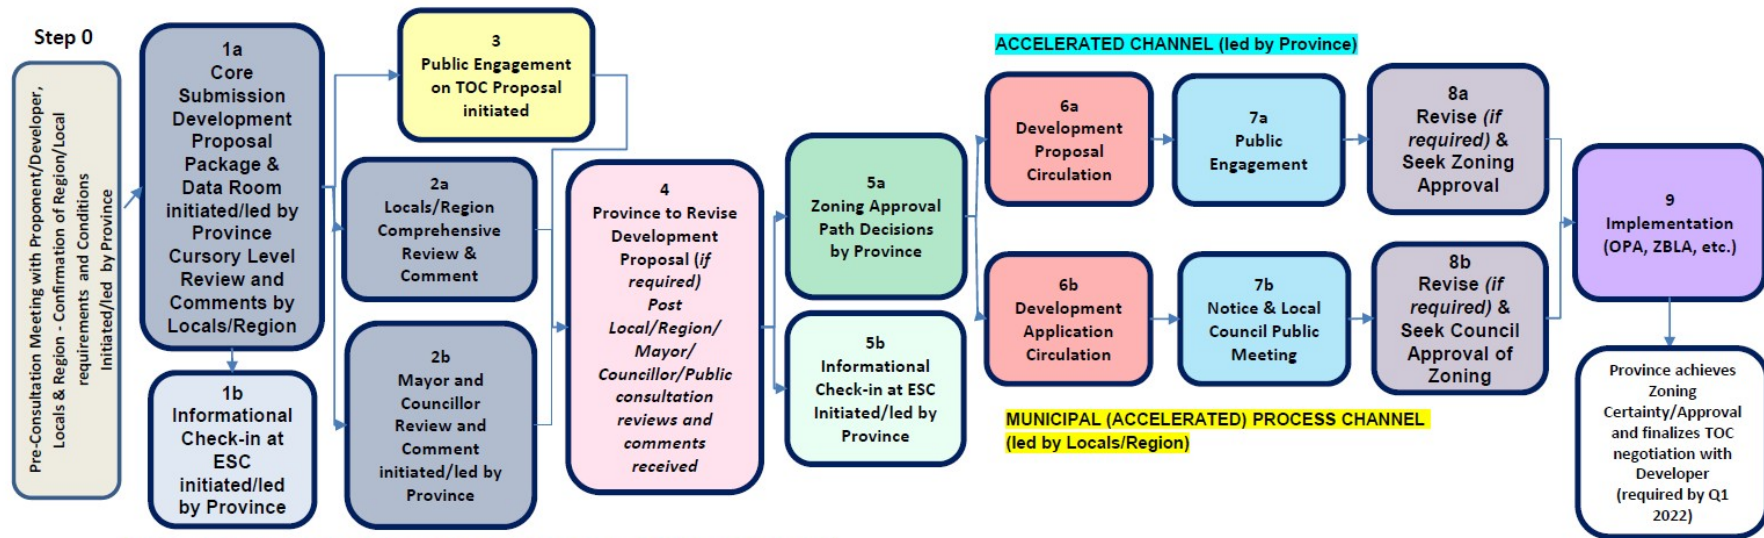 Step 0
Pre-Consultation Meeting with Proponent/Developer,
Locals & Region - Confirmation of Region/Local
requirements and Conditions
Initiated/led by Province
1a
Core
Submission
Development
Proposal
Package &
Data Room
initiated/led by
Province
Cursory Level
Review and
Comments by
Locals/Region
1b
Informational
Check-in at
ESC
initiated/led
by Province
3
Public Engagement
on TOC Proposal
initiated
2a
Locals/Region
Comprehensive
Review &
Comment
2b
Mayor and
Councillor
Review and
Comment
initiated/led by
Province
4
Province to Revise
Development
Proposal (if
required)
Post
Local/Region/
Mayor/
Councillor/Public
consultation
reviews and
comments
received
5a
Zoning Approval
Path Decisions
by Province
5b
Informational
Check-in at ESC
Initiated/led by
Province
ACCELERATED CHANNEL (led by Province)
6a
Development
Proposal
Circulation
7a
Public
Engagement
8a
Revise (if
required) &
Seek Zoning
Approval
6b
Development
Application
Circulation
7b
Notice & Local
Council Public
Meeting
8b
Revise (if
required) &
Seek Council
Approval of
Zoning
MUNICIPAL (ACCELERATED) PROCESS CHANNEL
(led by Locals/Region)
9
Implementation
(OPA, ZBLA, etc.)
Province achieves
Zoning
Certainty/Approval
and finalizes TOC
negotiation with
Developer
(required by Q1
2022)